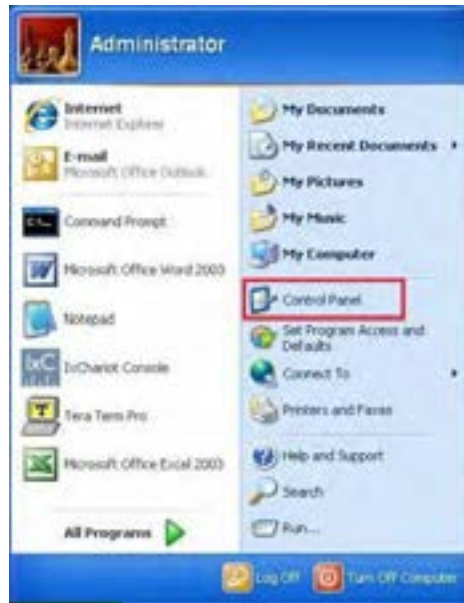 Administrator
Internet
Internet Explorer
E-mail
Microsoft Office Outlook
Command Prompt
Microsoft Office Word 2003
Notepad
IxChariot Console
Tera Term Pro
Microsoft Office Excel 2003
All Programs
My Documents
My Recent Documents
My Pictures
My Music
My Computer
Control Panel
Set Program Access and
Defaults
Connect To
Printers and Faxes
Help and Support
Search
Run...
Log Off
Turn Off Computer